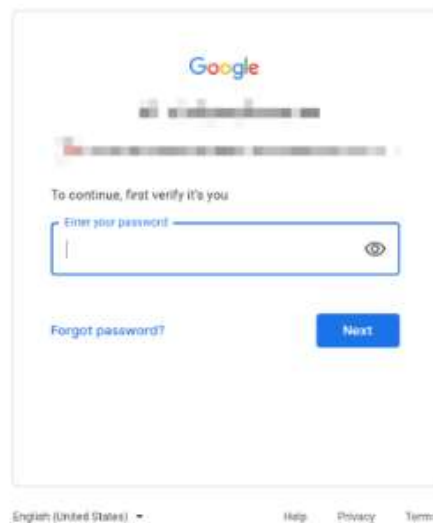 Google
To continue, first verify it's you
Enter your password
Forgot password?
Next
English (United States)
Help Privacy Terms